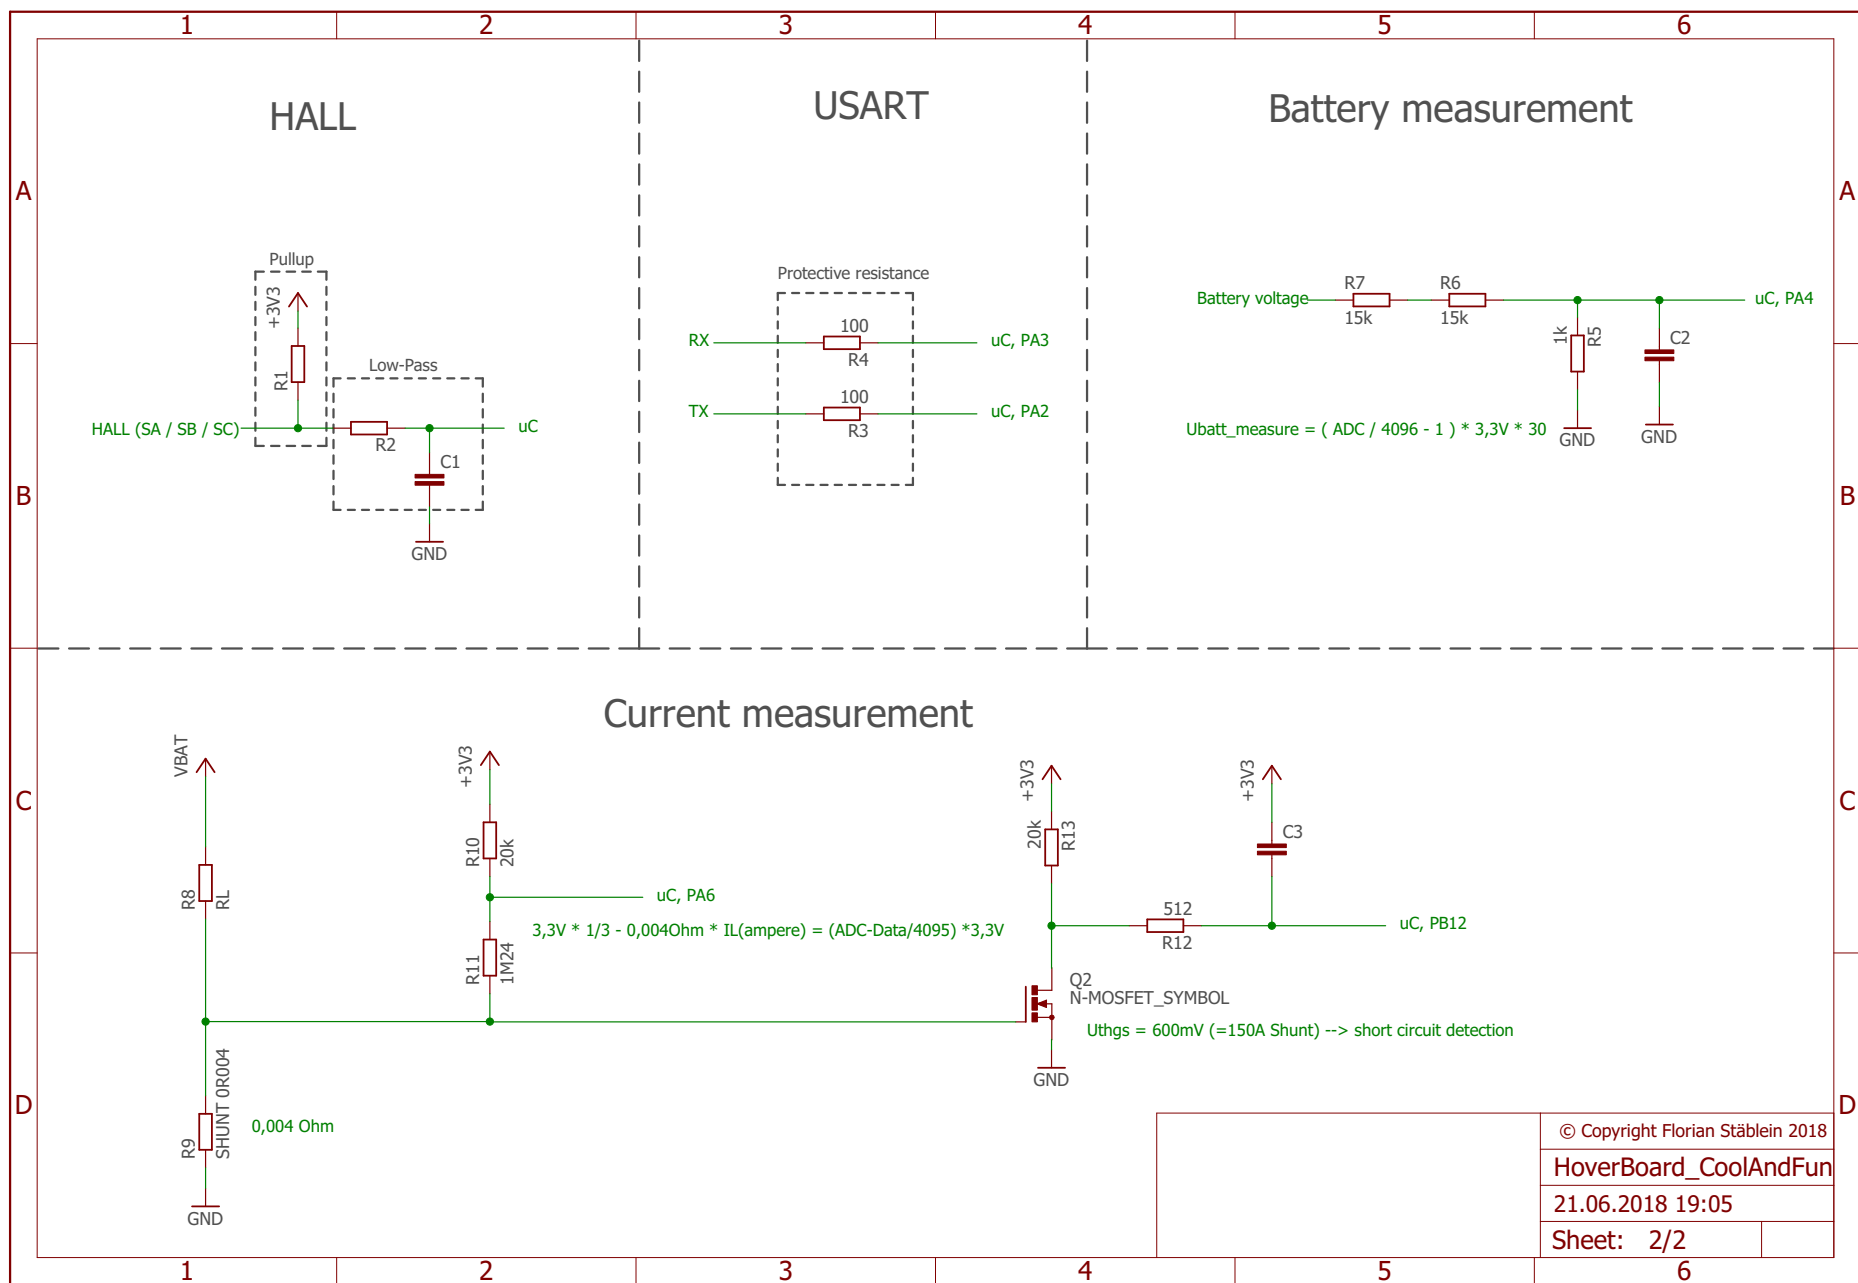 1 2 3 4 5 6
A A
B B
C C
D D
HALL
Pullup
+3V3
R1
Low-Pass
HALL (SA / SB / SC)
R2
uC
C1
GND
USART
Protective resistance
100
RX
uC, PA3
R4
100
TX
uC, PA2
R3
Battery measurement
R7
R6
Battery voltage
uC, PA4
15k
15k
1k
R5
C2
Ubatt_measure = ( ADC / 4096 - 1 ) * 3,3V * 30
GND
GND
Current measurement
VBAT
R8
RL
R9
SHUNT 0R004
0,004 Ohm
GND
+3V3
R10
20k
uC, PA6
3,3V * 1/3 - 0,004Ohm * IL(ampere) = (ADC-Data/4095) *3,3V
R11
1M24
+3V3
20k
R13
+3V3
C3
512
R12
uC, PB12
Q2
N-MOSFET_SYMBOL
Uthgs = 600mV (=150A Shunt) --> short circuit detection
GND
© Copyright Florian Stäblein 2018
HoverBoard_CoolAndFun
21.06.2018 19:05
Sheet: 2/2
1 2 3 4 5 6